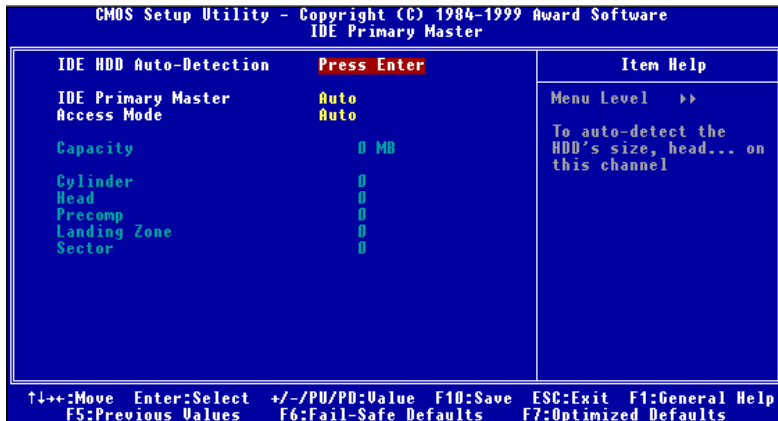 CMOS Setup Utility - Copyright (C) 1984-1999 Award Software
IDE Primary Master
IDE HDD Auto-Detection Press Enter
IDE Primary Master Auto
Access Mode Auto
Capacity 0 MB
Cylinder 0
Head 0
Precomp 0
Landing Zone 0
Sector 0
Item Help
Menu Level ▸▸
To auto-detect the
HDD's size, head... on
this channel
↑↓→←:Move Enter:Select +/-/PU/PD:Value F10:Save ESC:Exit F1:General Help
F5:Previous Values F6:Fail-Safe Defaults F7:Optimized Defaults